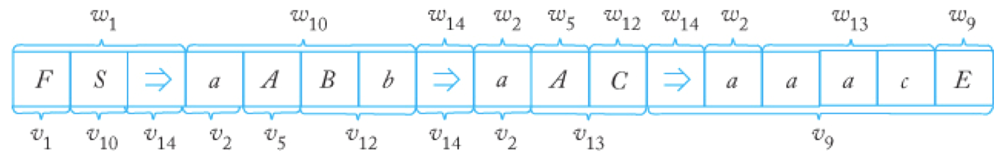 w₁ w₁₀ w₁₄ w₂ w₅ w₁₂ w₁₄ w₂ w₁₃ w₉
F S ⇒ a A B b ⇒ a A C ⇒ a a a c E
v₁ v₁₀ v₁₄ v₂ v₅ v₁₂ v₁₄ v₂ v₁₃ v₉